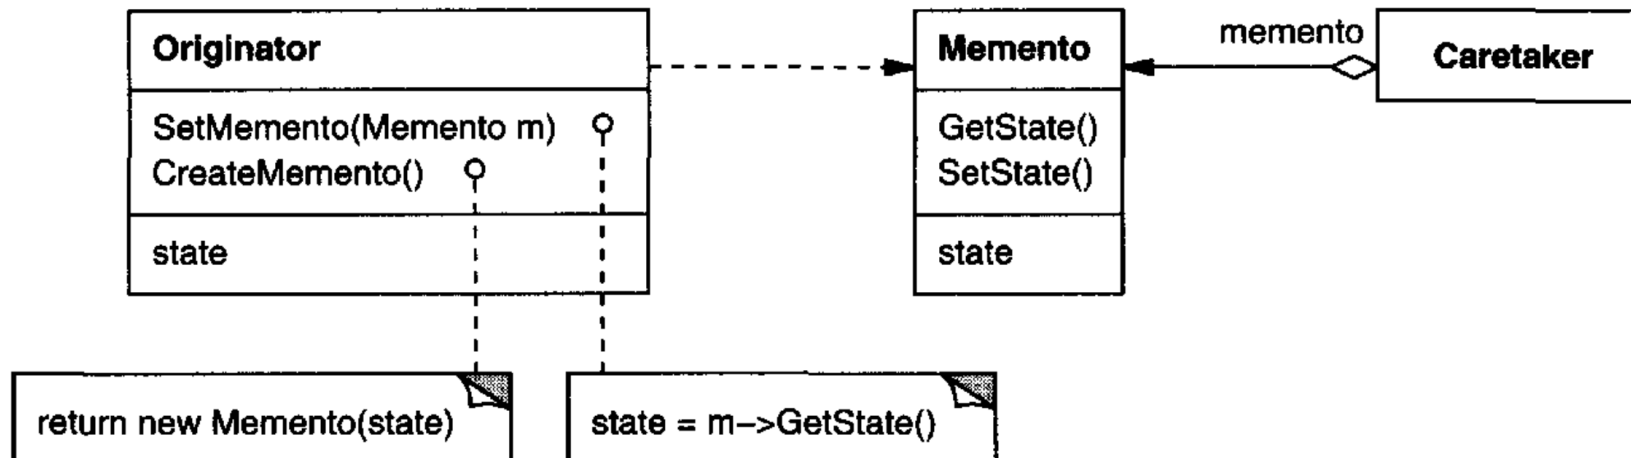 Originator
SetMemento(Memento m)
CreateMemento()
state
Memento
GetState()
SetState()
state
memento
Caretaker
return new Memento(state)
state = m–>GetState()